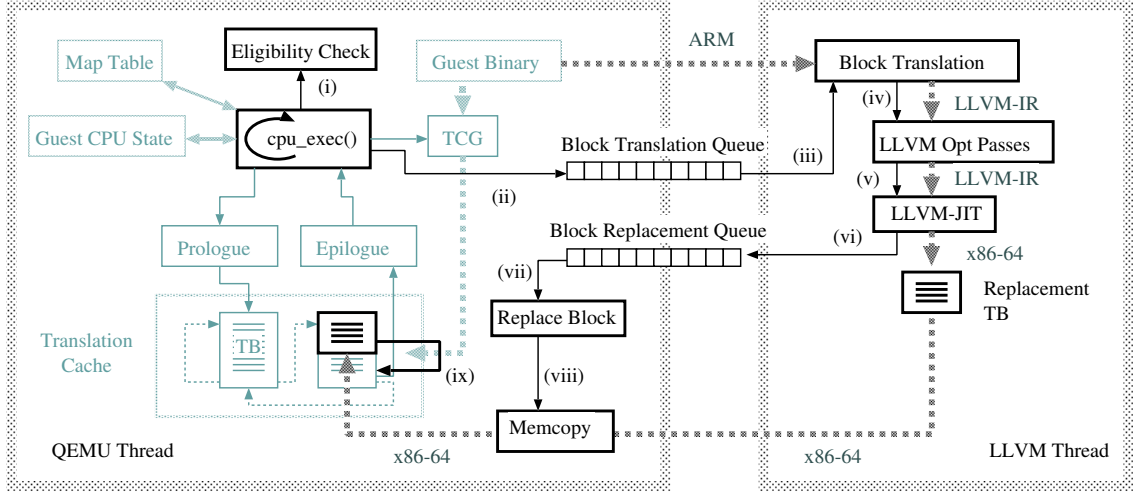 Map Table
Eligibility Check
Guest Binary
ARM
Block Translation
(i)
(iv)
LLVM-IR
Guest CPU State
cpu_exec()
TCG
Block Translation Queue
(iii)
LLVM Opt Passes
(ii)
(v)
LLVM-IR
LLVM-JIT
Prologue
Epilogue
Block Replacement Queue
(vi)
x86-64
(vii)
Replacement
TB
Replace Block
Translation
Cache
TB
(ix)
(viii)
Memcopy
QEMU Thread
x86-64
x86-64
LLVM Thread